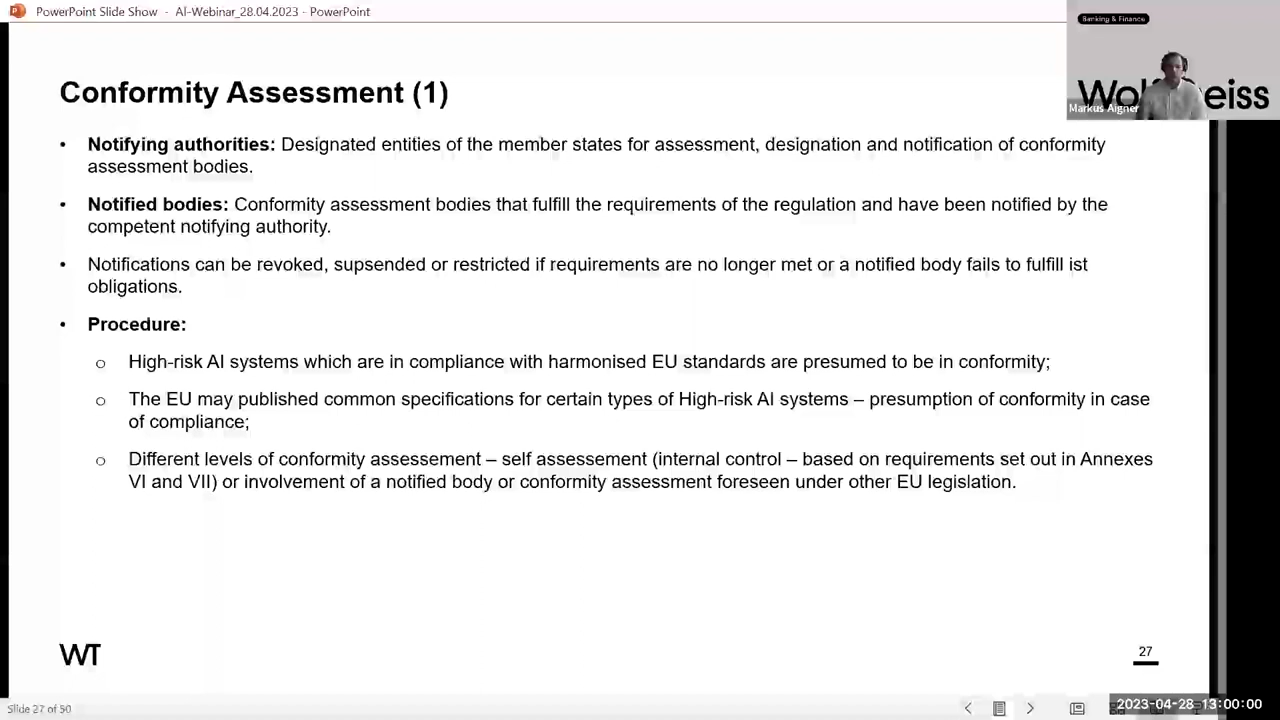 PowerPoint Slide Show - AI-Webinar_28.04.2023 - PowerPoint
Banking & Finance
Markus Aigner
Conformity Assessment (1)
• Notifying authorities: Designated entities of the member states for assessment, designation and notification of conformity
assessment bodies.
• Notified bodies: Conformity assessment bodies that fulfill the requirements of the regulation and have been notified by the
competent notifying authority.
• Notifications can be revoked, supsended or restricted if requirements are no longer met or a notified body fails to fulfill ist
obligations.
• Procedure:
o High-risk AI systems which are in compliance with harmonised EU standards are presumed to be in conformity;
o The EU may published common specifications for certain types of High-risk AI systems – presumption of conformity in case
of compliance;
o Different levels of conformity assessement – self assessment (internal control – based on requirements set out in Annexes
VI and VII) or involvement of a notified body or conformity assessment foreseen under other EU legislation.
WT
27
Slide 27 of 50
2023-04-28 13:00:00